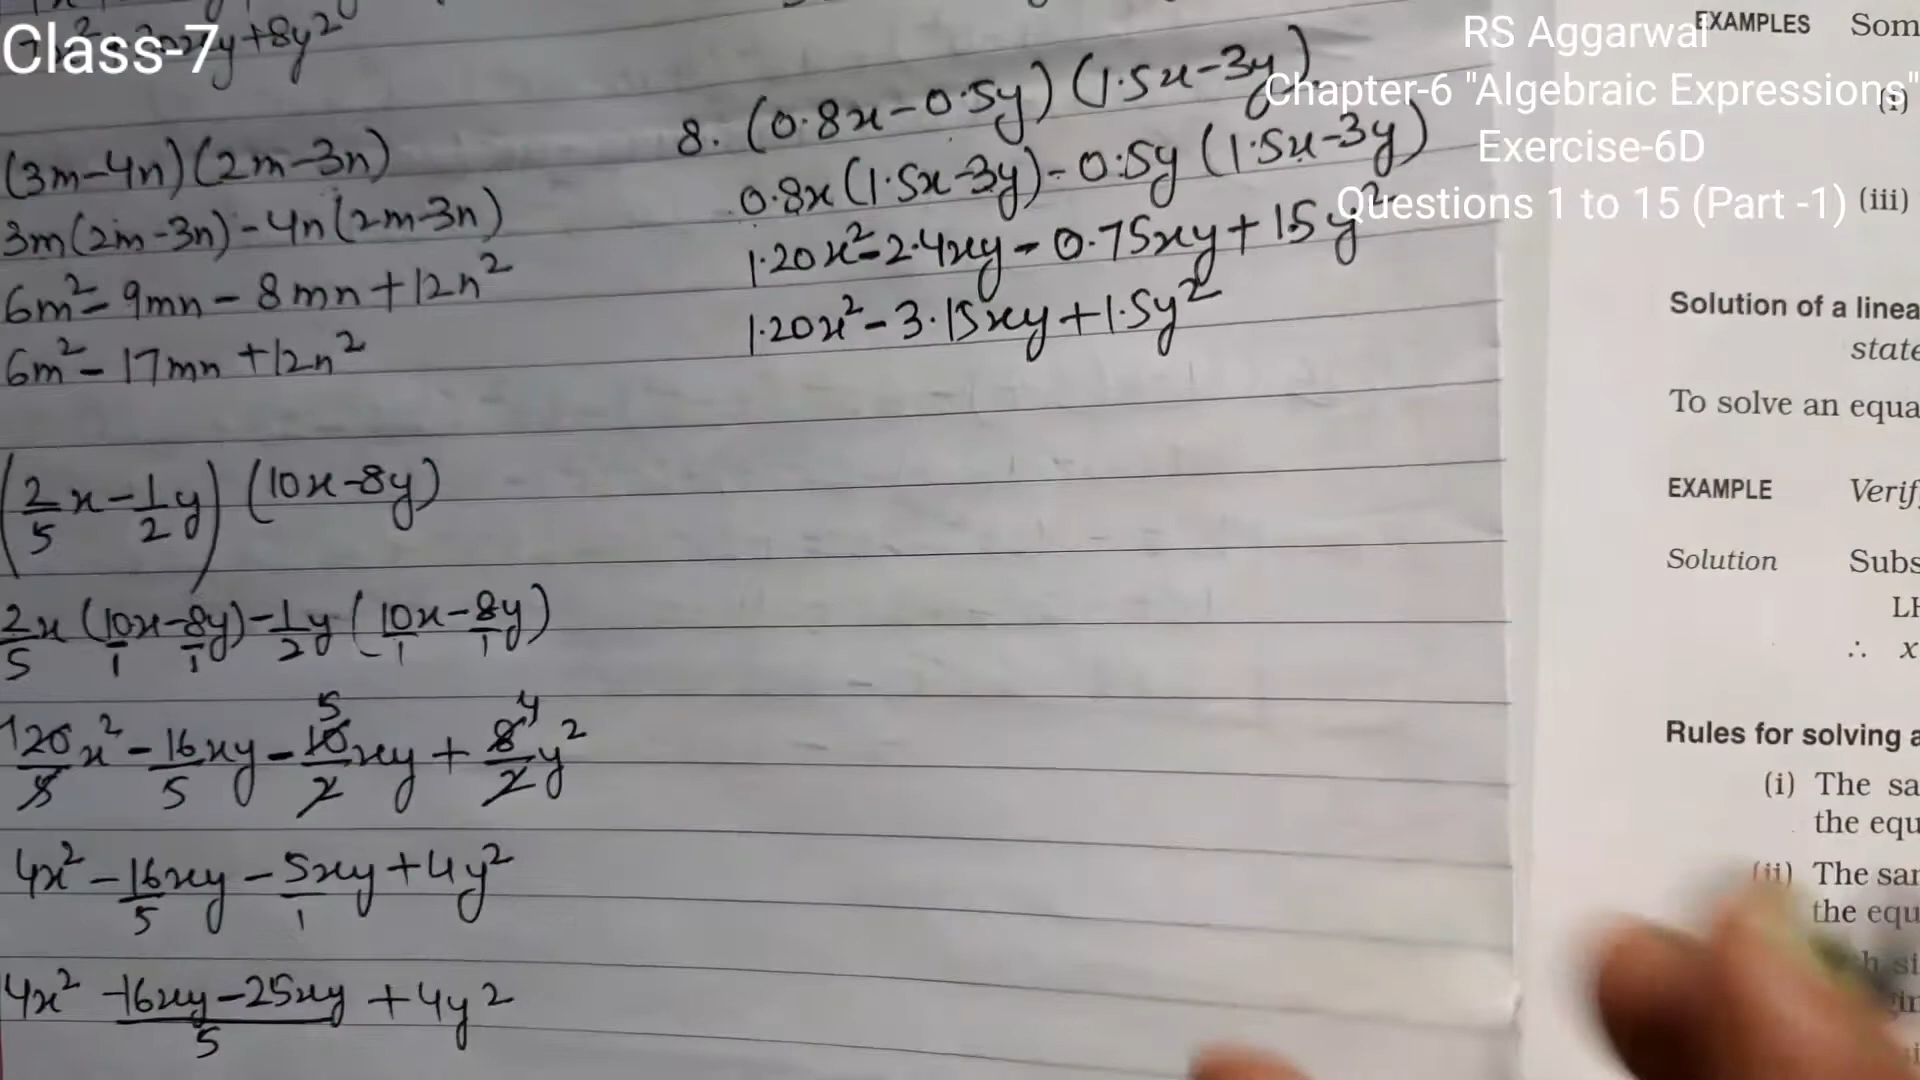 Class-7
x²-30xy+8y²
(3m-4n)(2m-3n)
3m(2m-3n)-4n(2m-3n)
6m²-9mn-8mn+12n²
6m²-17mn+12n²
(2/5x-1/2y)(10x-8y)
2/5x(10x/1-8y/1)-1/2y(10x/1-8y/1)
20/5x²-16/5xy-10/2xy+8/2y²
4x²-16/5xy-5/1xy+4y²
4x² -16xy-25xy/5 +4y²
8. (0.8x-0.5y)(1.5x-3y)
0.8x(1.5x-3y)-0.5y(1.5x-3y)
1.20x²-2.4xy-0.75xy+1.5y²
1.20x²-3.15xy+1.5y²
RS Aggarwal
Chapter-6 "Algebraic Expressions"
Exercise-6D
Questions 1 to 15 (Part -1)
EXAMPLES Som
(i)
(iii)
Solution of a linea
state
To solve an equa
EXAMPLE Verif
Solution Subs
LH
∴ x
Rules for solving a
(i) The sa
the equ
(ii) The sar
the equ